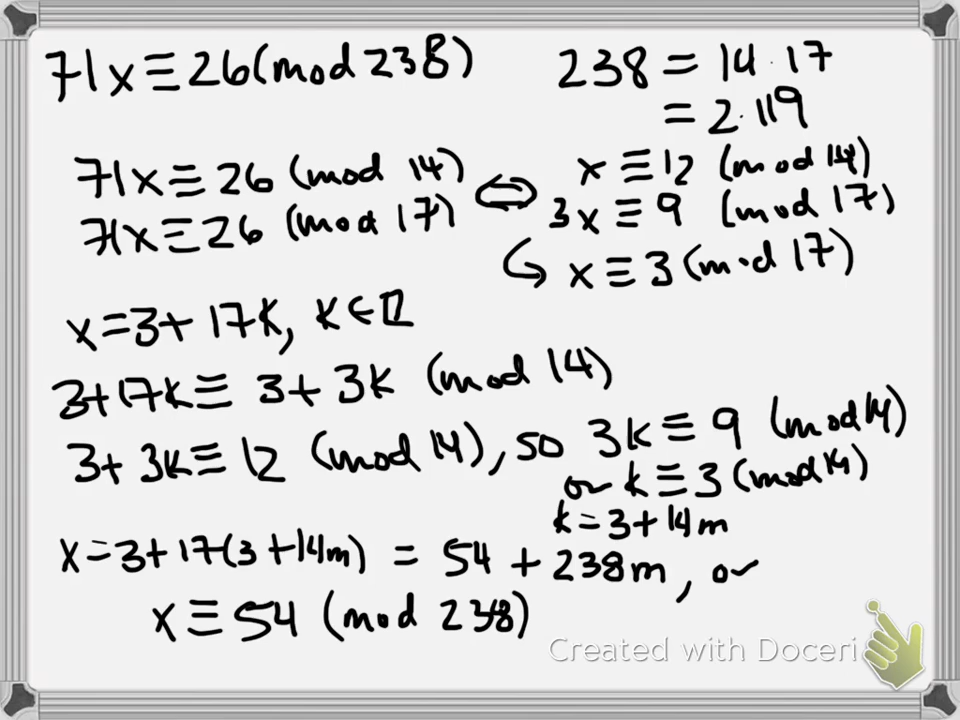 71x ≡ 26 (mod 238)
238 = 14 · 17
= 2 · 119
71x ≡ 26 (mod 14)
71x ≡ 26 (mod 17)
⇔
x ≡ 12 (mod 14)
3x ≡ 9 (mod 17)
↪ x ≡ 3 (mod 17)
x = 3 + 17k, k ∈ ℤ
3 + 17k ≡ 3 + 3k (mod 14)
3 + 3k ≡ 12 (mod 14), so 3k ≡ 9 (mod 14)
or k ≡ 3 (mod 14)
k = 3 + 14m
x = 3 + 17(3 + 14m) = 54 + 238m, or
x ≡ 54 (mod 238)
Created with Doceri